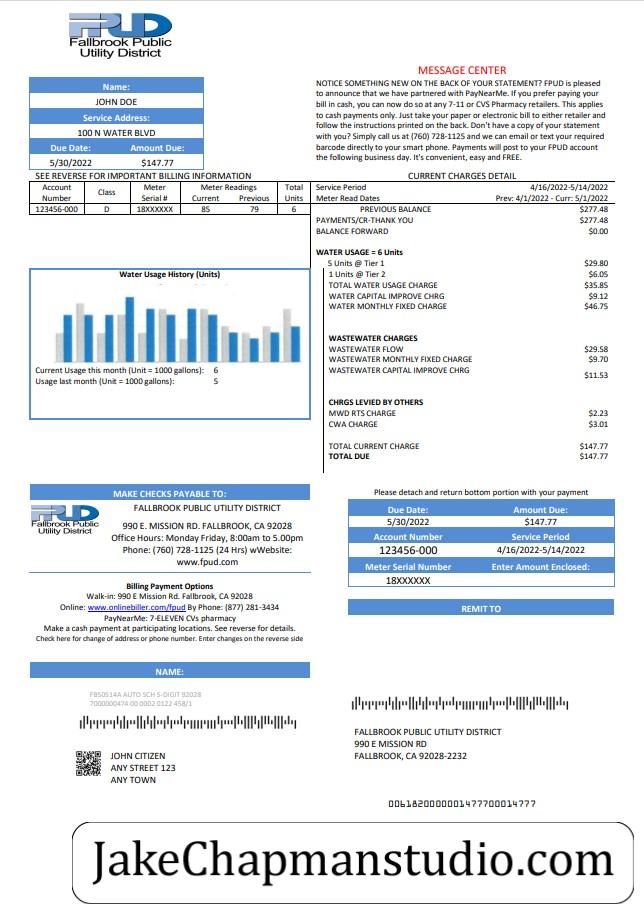 FPUD
Fallbrook Public
Utility District
Name:
JOHN DOE
Service Address:
100 N WATER BLVD
Due Date: Amount Due:
5/30/2022 $147.77
MESSAGE CENTER
NOTICE SOMETHING NEW ON THE BACK OF YOUR STATEMENT? FPUD is pleased
to announce that we have partnered with PayNearMe. If you prefer paying your
bill in cash, you can now do so at any 7-11 or CVS Pharmacy retailers. This applies
to cash payments only. Just take your paper or electronic bill to either retailer and
follow the instructions printed on the back. Don't have a copy of your statement
with you? Simply call us at (760) 728-1125 and we can email or text your required
barcode directly to your smart phone. Payments will post to your FPUD account
the following business day. It's convenient, easy and FREE.
SEE REVERSE FOR IMPORTANT BILLING INFORMATION
Account Number Class Meter Serial # Meter Readings Current Previous Total Units
123456-000 D 18XXXXXX 85 79 6
CURRENT CHARGES DETAIL
Service Period 4/16/2022-5/14/2022
Meter Read Dates Prev: 4/1/2022 - Curr: 5/1/2022
PREVIOUS BALANCE $277.48
PAYMENTS/CR-THANK YOU $277.48
BALANCE FORWARD $0.00
WATER USAGE = 6 Units
5 Units @ Tier 1 $29.80
1 Units @ Tier 2 $6.05
TOTAL WATER USAGE CHARGE $35.85
WATER CAPITAL IMPROVE CHRG $9.12
WATER MONTHLY FIXED CHARGE $46.75
WASTEWATER CHARGES
WASTEWATER FLOW $29.58
WASTEWATER MONTHLY FIXED CHARGE $9.70
WASTEWATER CAPITAL IMPROVE CHRG $11.53
CHRGS LEVIED BY OTHERS
MWD RTS CHARGE $2.23
CWA CHARGE $3.01
TOTAL CURRENT CHARGE $147.77
TOTAL DUE $147.77
Water Usage History (Units)
Current Usage this month (Unit = 1000 gallons): 6
Usage last month (Unit = 1000 gallons): 5
MAKE CHECKS PAYABLE TO:
FPUD
Fallbrook Public
Utility District
FALLBROOK PUBLIC UTILITY DISTRICT
990 E. MISSION RD. FALLBROOK, CA 92028
Office Hours: Monday Friday, 8:00am to 5.00pm
Phone: (760) 728-1125 (24 Hrs) wWebsite:
www.fpud.com
Billing Payment Options
Walk-in: 990 E Mission Rd. Fallbrook, CA 92028
Online: www.onlinebiller.com/fpud By Phone: (877) 281-3434
PayNearMe: 7-ELEVEN CVs pharmacy
Make a cash payment at participating locations. See reverse for details.
Check here for change of address or phone number. Enter changes on the reverse side
Please detach and return bottom portion with your payment
Due Date: Amount Due:
5/30/2022 $147.77
Account Number Service Period
123456-000 4/16/2022-5/14/2022
Meter Serial Number Enter Amount Enclosed:
18XXXXXX
REMIT TO
NAME:
FB50514A AUTO SCH 5-DIGIT 92028
7000000474 00 0002 0122 458/1
JOHN CITIZEN
ANY STREET 123
ANY TOWN
FALLBROOK PUBLIC UTILITY DISTRICT
990 E MISSION RD
FALLBROOK, CA 92028-2232
JakeChapmanstudio.com